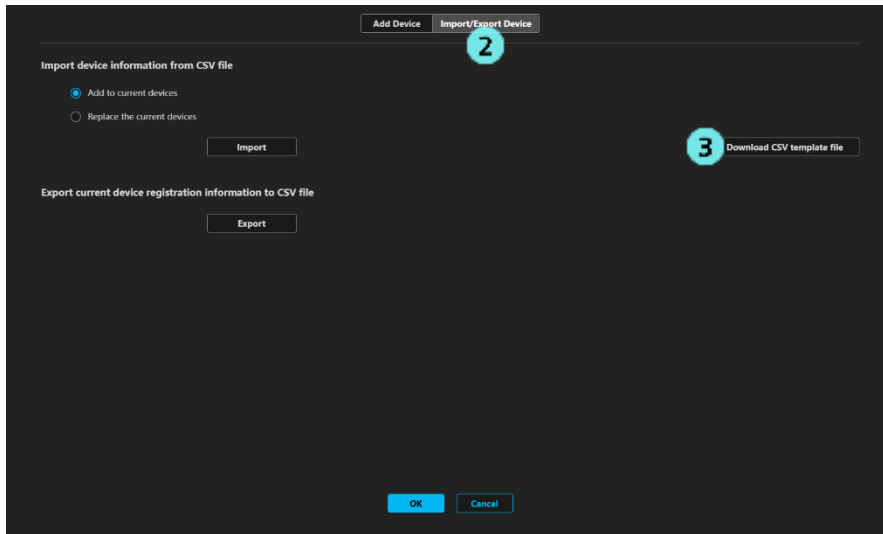 Add Device Import/Export Device
2
Import device information from CSV file
Add to current devices
Replace the current devices
Import 3 Download CSV template file
Export current device registration information to CSV file
Export
OK Cancel